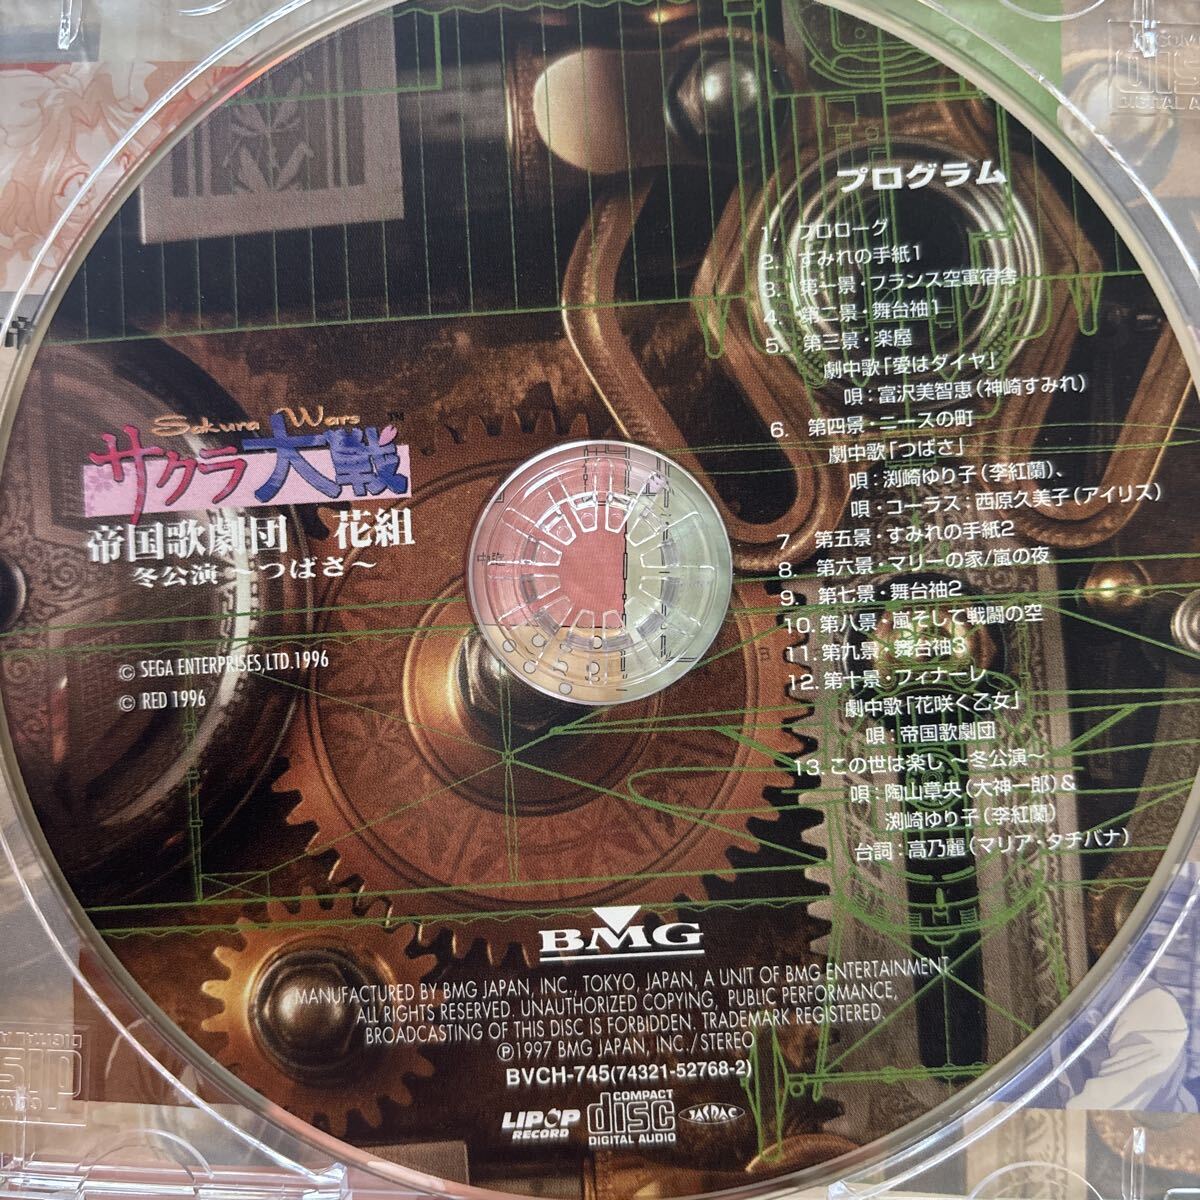 Sakura Wars
サクラ大戦™
帝国歌劇団 花組
冬公演 ～つばさ～
© SEGA ENTERPRISES,LTD.1996
© RED 1996
プログラム
1. プロローグ
2. すみれの手紙1
3. 第一景・フランス空軍宿舎
4. 第二景・舞台袖1
5. 第三景・楽屋
劇中歌「愛はダイヤ」
唄：富沢美智恵(神崎すみれ)
6. 第四景・ニースの町
劇中歌「つばさ」
唄：渕崎ゆり子(李紅蘭)、
唄・コーラス：西原久美子(アイリス)
7 第五景・すみれの手紙2
8. 第六景・マリーの家/嵐の夜
9. 第七景・舞台袖2
10. 第八景・嵐そして戦闘の空
11. 第九景・舞台袖3
12. 第十景・フィナーレ
劇中歌「花咲く乙女」
唄：帝国歌劇団
13. この世は楽し ～冬公演～
唄：陶山章央(大神一郎)&
渕崎ゆり子(李紅蘭)
台詞：高乃麗(マリア・タチバナ)
BMG
MANUFACTURED BY BMG JAPAN, INC., TOKYO, JAPAN, A UNIT OF BMG ENTERTAINMENT
ALL RIGHTS RESERVED. UNAUTHORIZED COPYING, PUBLIC PERFORMANCE,
BROADCASTING OF THIS DISC IS FORBIDDEN. TRADEMARK REGISTERED.
℗1997 BMG JAPAN, INC./STEREO
BVCH-745(74321-52768-2)
LIPOP
RECORD
COMPACT
disc
DIGITAL AUDIO
JASRAC